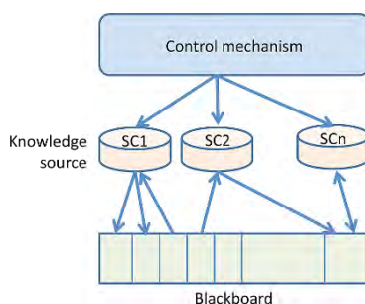 Control mechanism
Knowledge
source
SC1
SC2
SCn
Blackboard